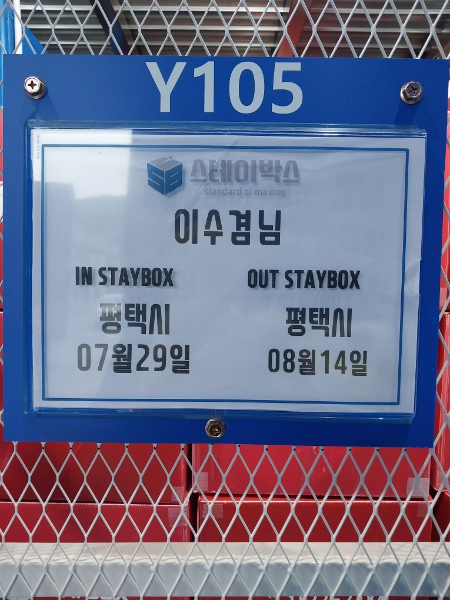 Y105
스테이박스
standard of moving
이수겸님
IN STAYBOX
OUT STAYBOX
평택시
평택시
07월29일
08월14일